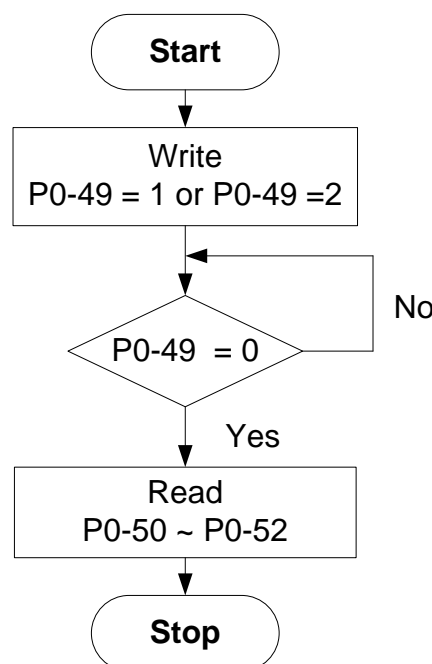 Start
Write
P0-49 = 1 or P0-49 =2
No
P0-49 = 0
Yes
Read
P0-50 ~ P0-52
Stop